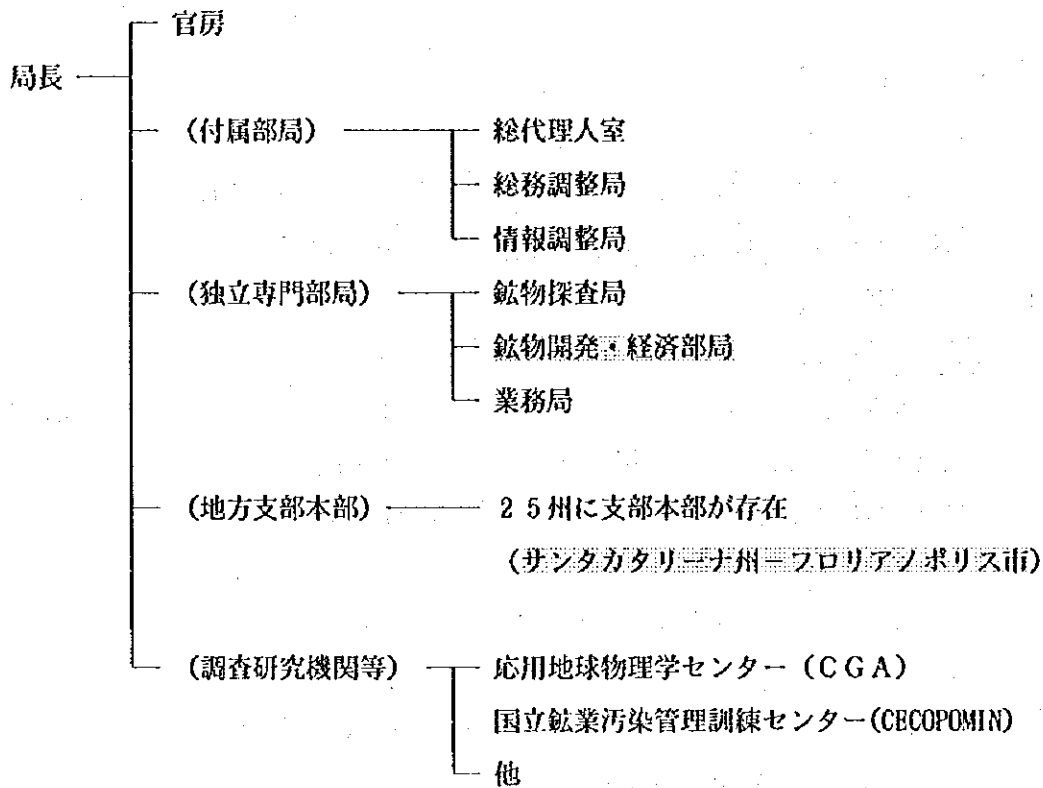 官房
局長
(付属部局) 総代理人室
総務調整局
情報調整局
(独立専門部局) 鉱物探査局
鉱物開発・経済部局
業務局
(地方支部本部) 25州に支部本部が存在
(サンタカタリーナ州−フロリアノポリス市)
(調査研究機関等) 応用地球物理学センター(CGA)
国立鉱業汚染管理訓練センター(CECOPOMIN)
他